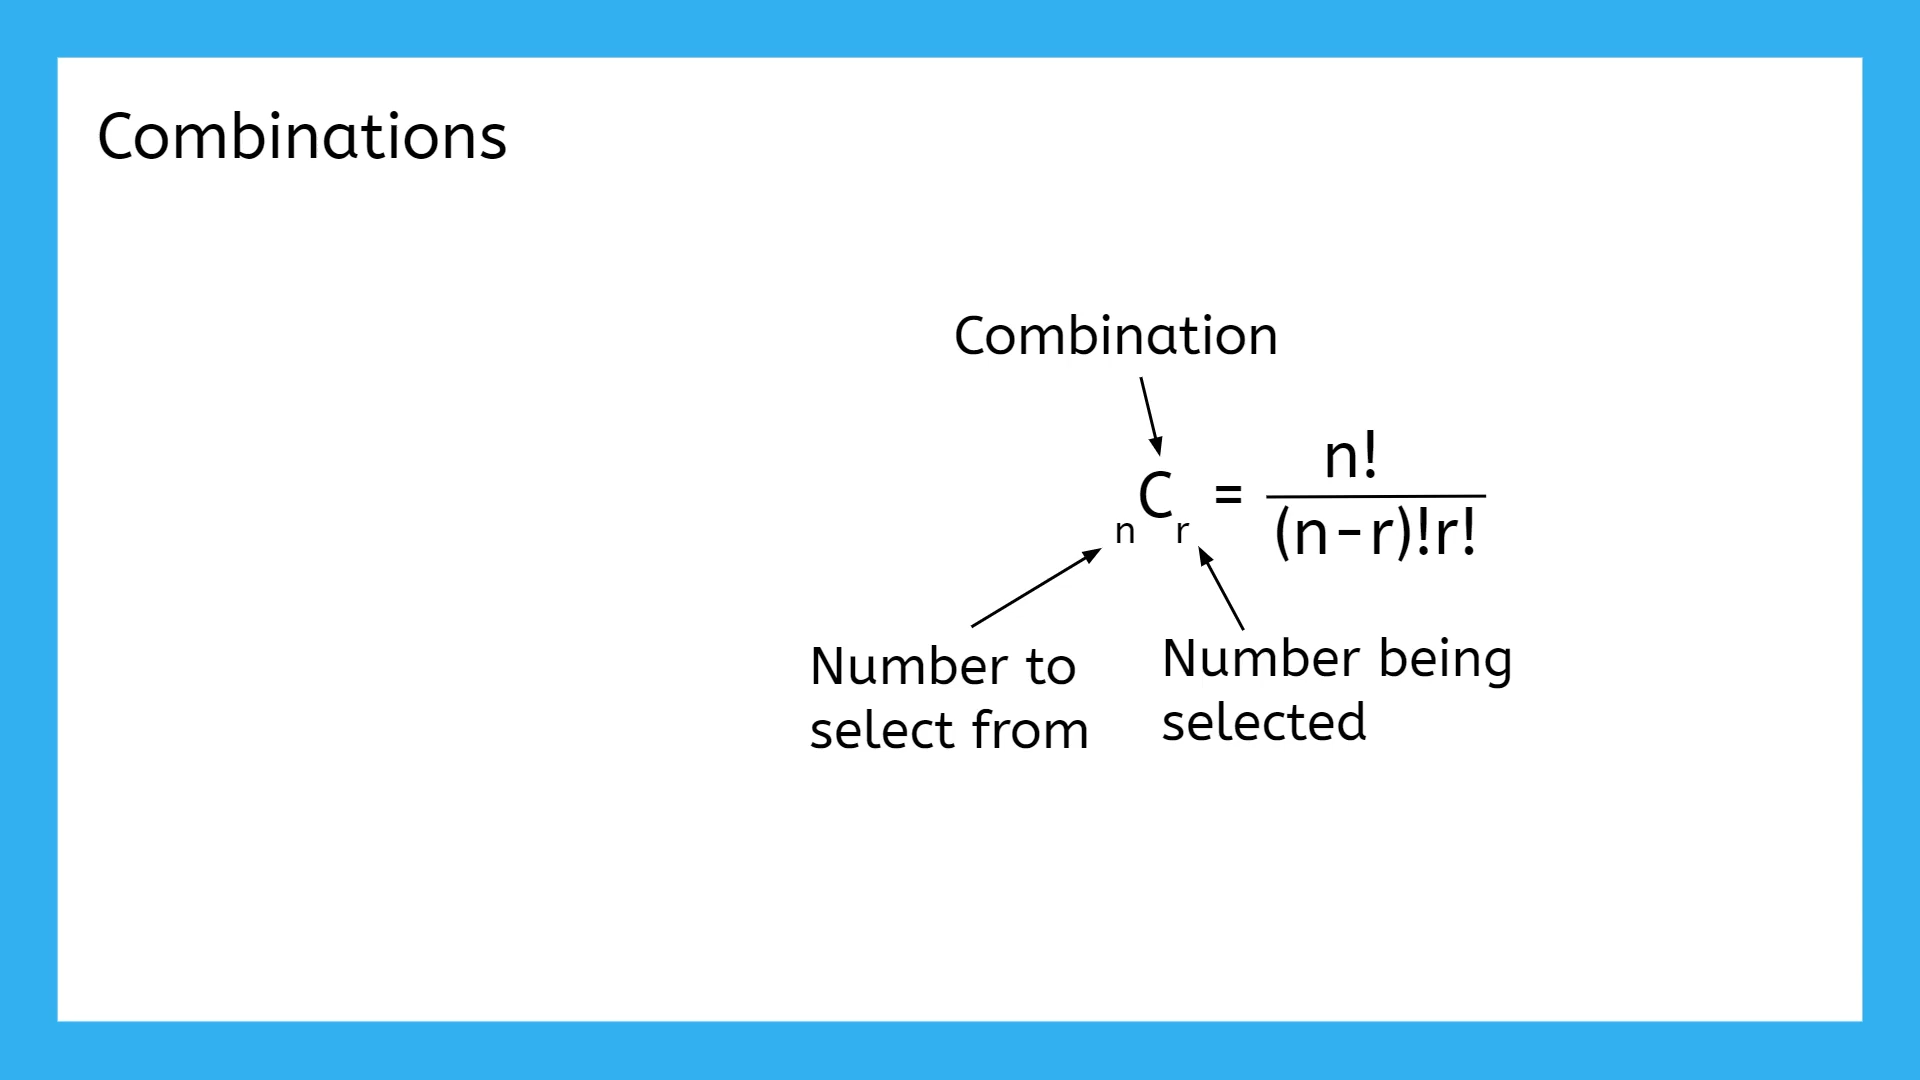 Combinations
Combination
nCr = n!
(n-r)!r!
Number to
select from
Number being
selected